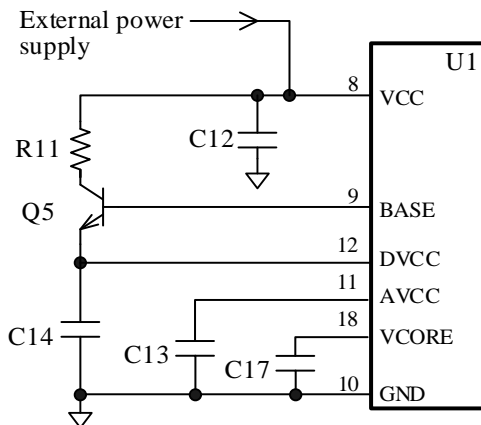 External power
supply
U1
8
VCC
R11
C12
Q5
9
BASE
12
DVCC
11
AVCC
C14
C13
18
VCORE
C17
10
GND